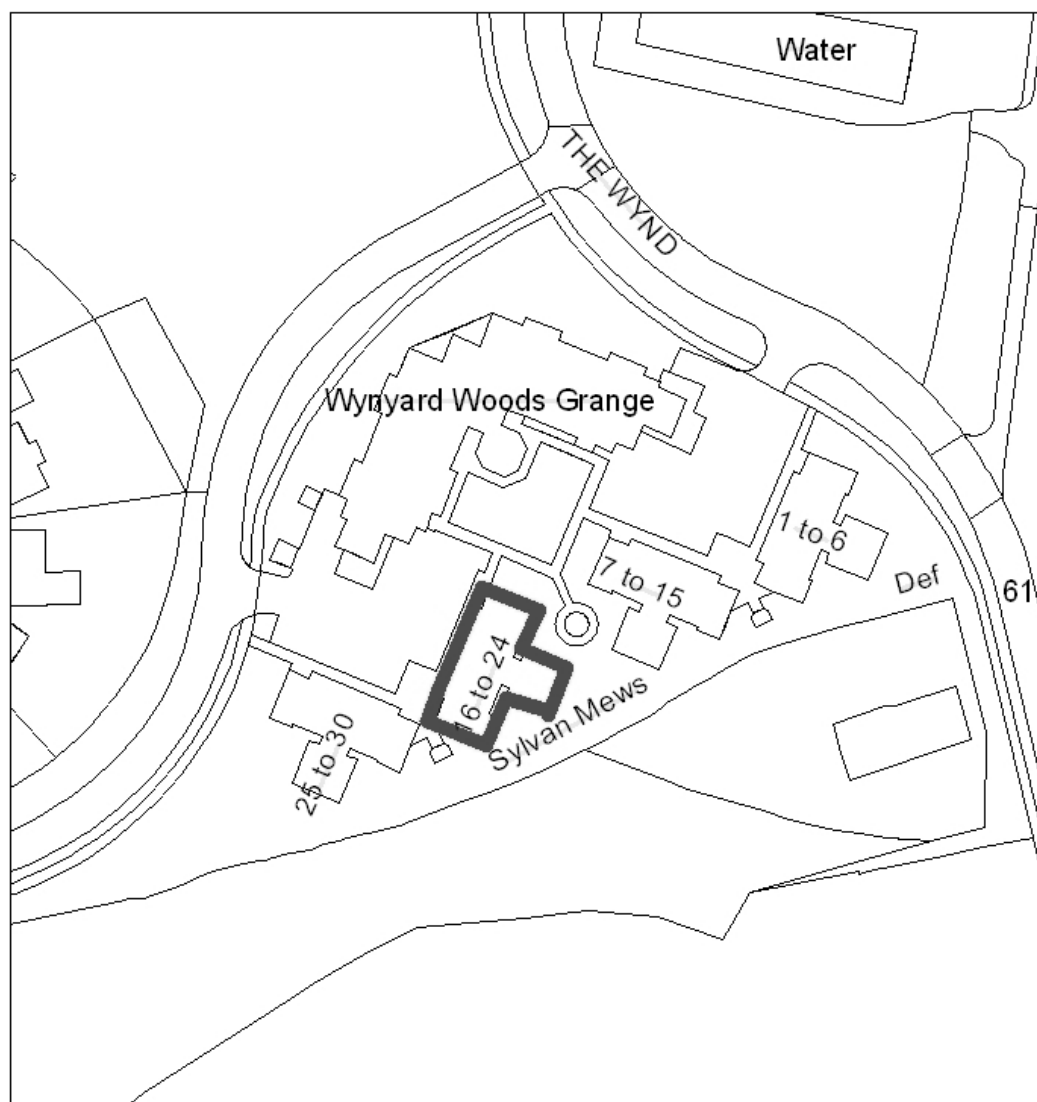 Water
THE WYND
Wynyard Woods Grange
1 to 6
7 to 15
Def
61
16 to 24
Sylvan Mews
25 to 30